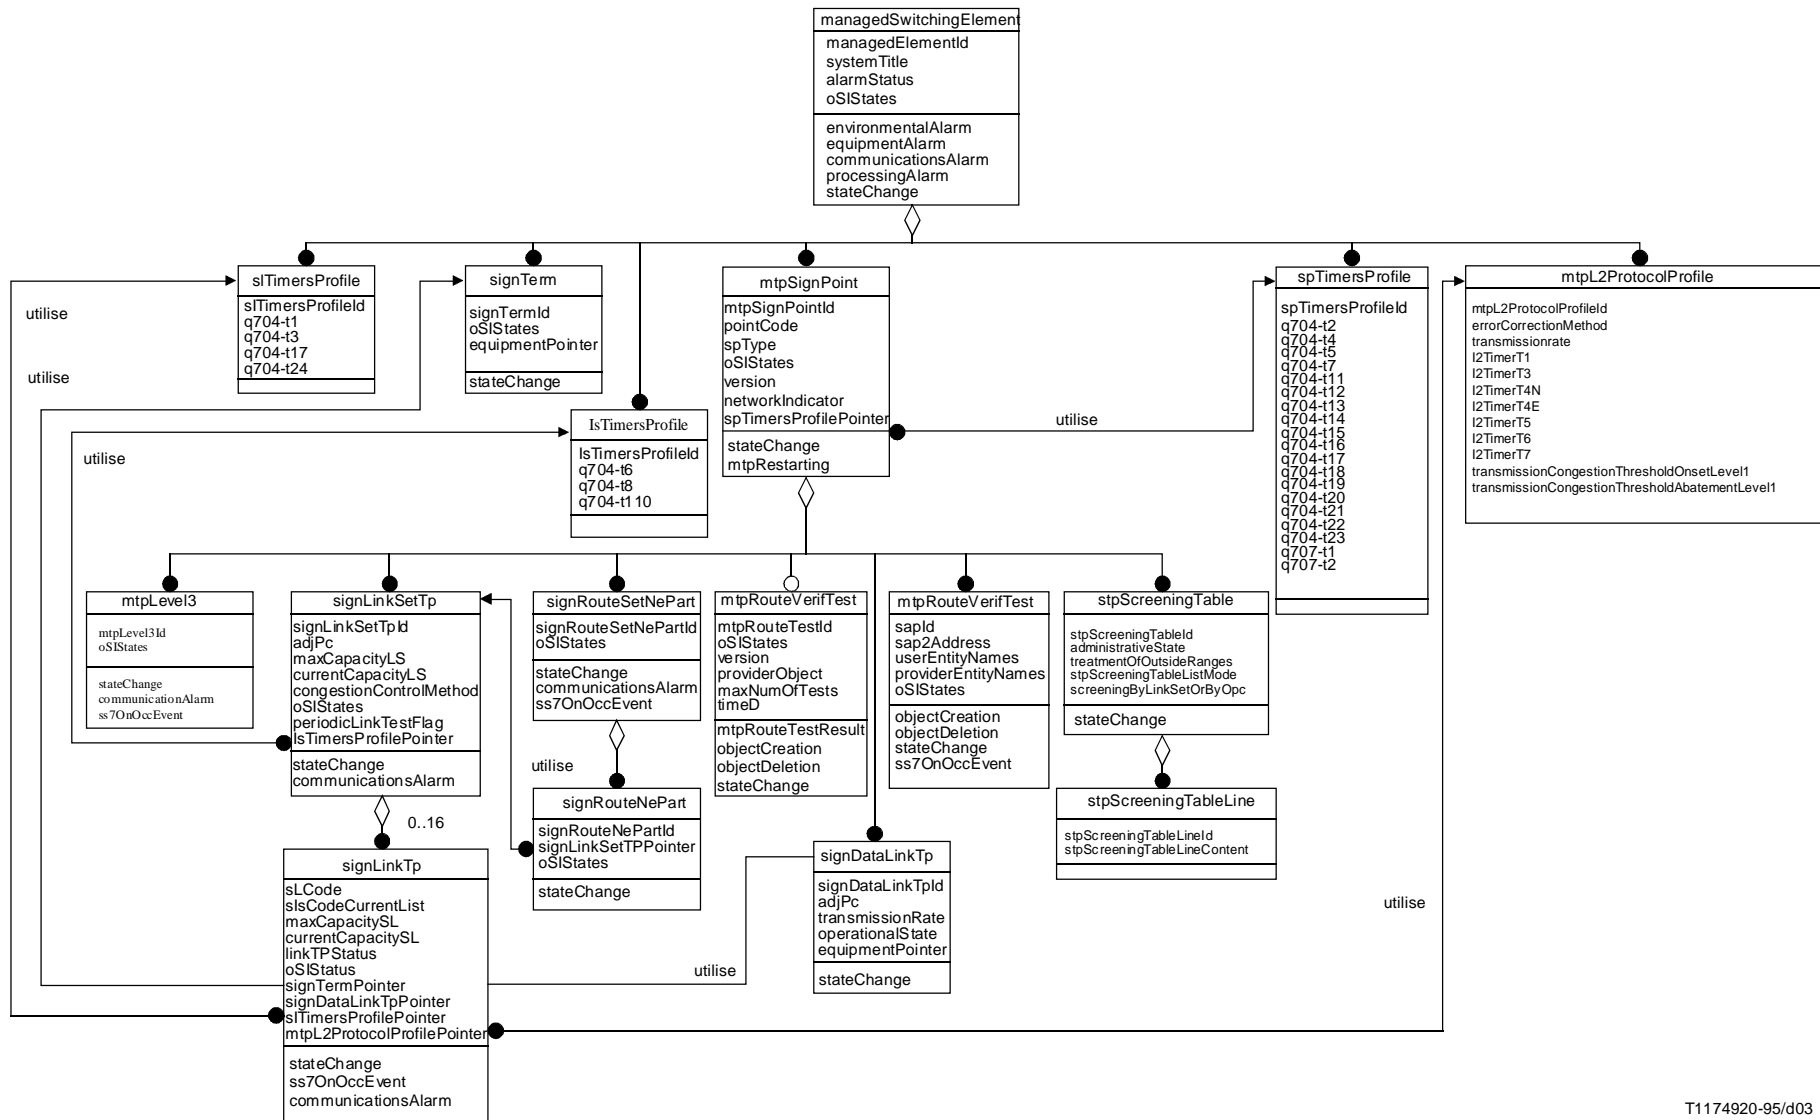 managedSwitchingElement
managedElementId
systemTitle
alarmStatus
oSIStates
environmentalAlarm
equipmentAlarm
communicationsAlarm
processingAlarm
stateChange
slTimersProfile
slTimersProfileId
q704-t1
q704-t3
q704-t17
q704-t24
signTerm
signTermId
oSIStates
equipmentPointer
stateChange
lsTimersProfile
lsTimersProfileId
q704-t6
q704-t8
q704-t110
mtpSignPoint
mtpSignPointId
pointCode
spType
oSIStates
version
networkIndicator
spTimersProfilePointer
stateChange
mtpRestarting
spTimersProfile
spTimersProfileId
q704-t2
q704-t4
q704-t5
q704-t7
q704-t11
q704-t12
q704-t13
q704-t14
q704-t15
q704-t16
q704-t17
q704-t18
q704-t19
q704-t20
q704-t21
q704-t22
q704-t23
q707-t1
q707-t2
mtpL2ProtocolProfile
mtpL2ProtocolProfileId
errorCorrectionMethod
transmissionrate
l2TimerT1
l2TimerT3
l2TimerT4N
l2TimerT4E
l2TimerT5
l2TimerT6
l2TimerT7
transmissionCongestionThresholdOnsetLevel1
transmissionCongestionThresholdAbatementLevel1
utilise
utilise
utilise
utilise
mtpLevel3
mtpLevel3Id
oSIStates
stateChange
communicationAlarm
ss7OnOccEvent
signLinkSetTp
signLinkSetTpId
adjPc
maxCapacityLS
currentCapacityLS
congestionControlMethod
oSIStates
periodicLinkTestFlag
lsTimersProfilePointer
stateChange
communicationsAlarm
signRouteSetNePart
signRouteSetNePartId
oSIStates
stateChange
communicationsAlarm
ss7OnOccEvent
mtpRouteVerifTest
mtpRouteTestId
oSIStates
version
providerObject
maxNumOfTests
timeD
mtpRouteTestResult
objectCreation
objectDeletion
stateChange
mtpRouteVerifTest
sapId
sap2Address
userEntityNames
providerEntityNames
oSIStates
objectCreation
objectDeletion
stateChange
ss7OnOccEvent
stpScreeningTable
stpScreeningTableId
administrativeState
treatmentOfOutsideRanges
stpScreeningTableListMode
screeningByLinkSetOrByOpc
stateChange
utilise
0..16
signRouteNePart
signRouteNePartId
signLinkSetTPPointer
oSIStates
stateChange
stpScreeningTableLine
stpScreeningTableLineId
stpScreeningTableLineContent
signLinkTp
sLCode
slsCodeCurrentList
maxCapacitySL
currentCapacitySL
linkTPStatus
oSIStatus
signTermPointer
signDataLinkTpPointer
slTimersProfilePointer
mtpL2ProtocolProfilePointer
stateChange
ss7OnOccEvent
communicationsAlarm
signDataLinkTp
signDataLinkTpId
adjPc
transmissionRate
operationalState
equipmentPointer
stateChange
utilise
utilise
T1174920-95/d03